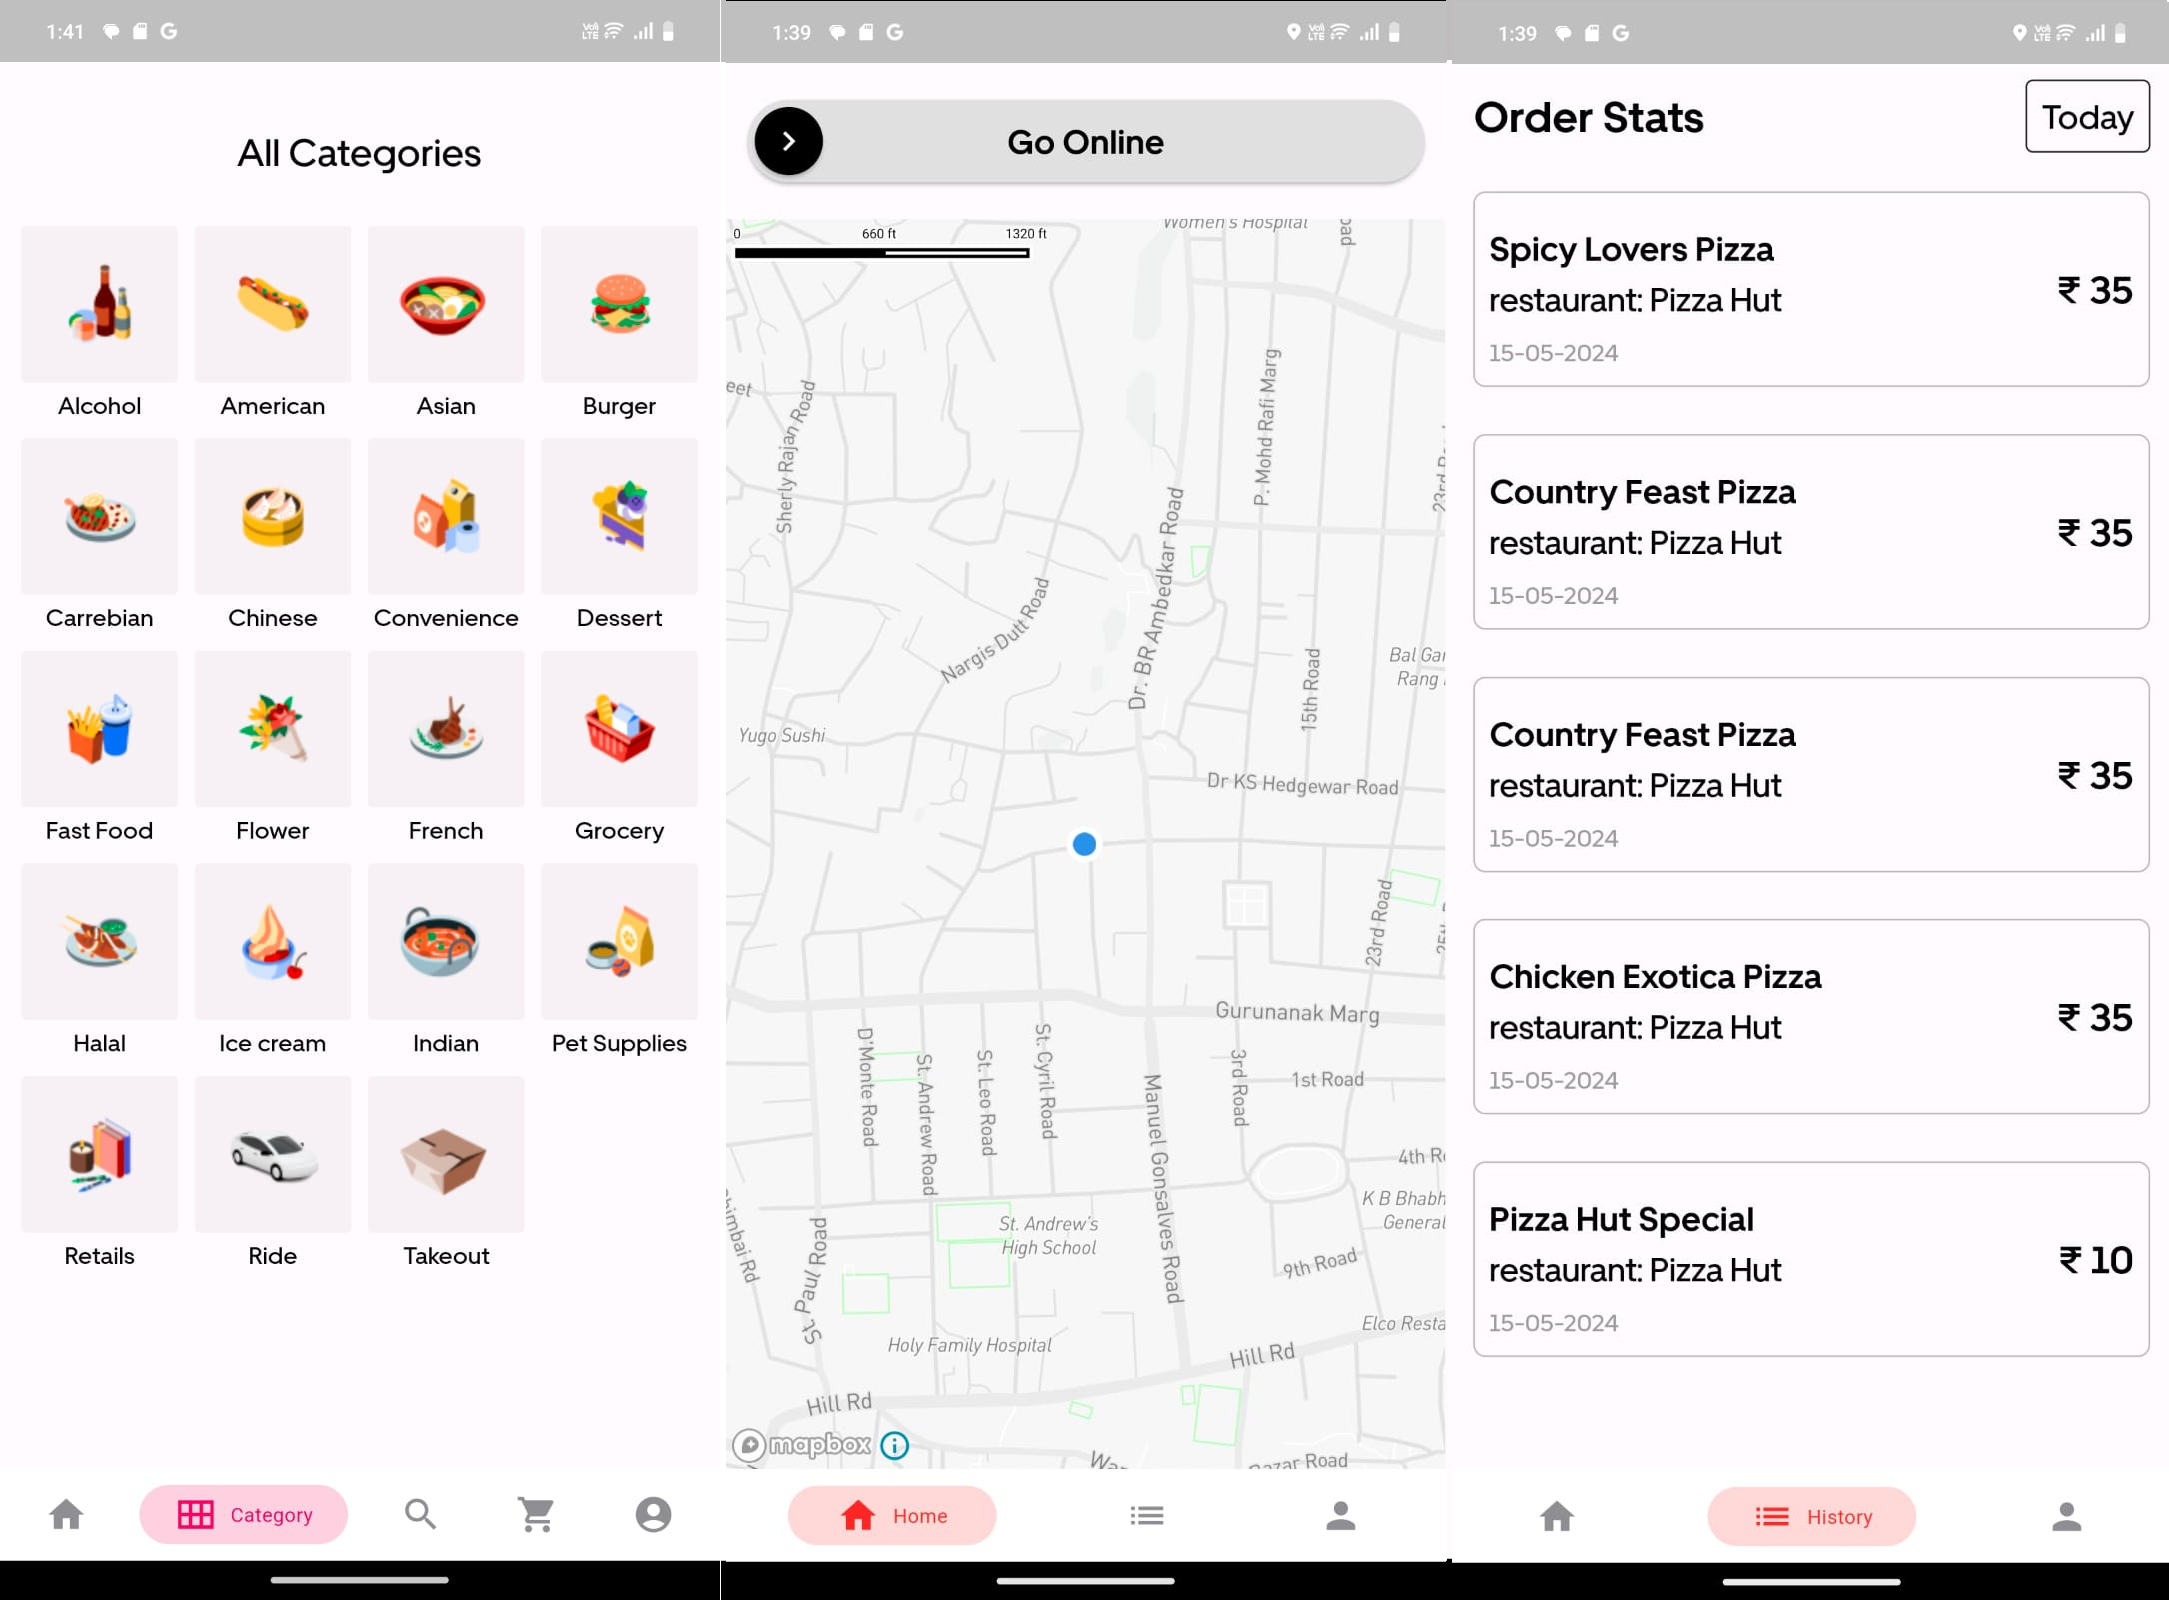 1:41
VoI) LTE
All Categories
Alcohol
American
Asian
Burger
Carrebian
Chinese
Convenience
Dessert
Fast Food
Flower
French
Grocery
Halal
Ice cream
Indian
Pet Supplies
Retails
Ride
Takeout
Category
1:39
Go Online
0
660 ft
1320 ft
Women's Hospital
Sherly Rajan Road
P. Mohd Rafi Marg
Nargis Dutt Road
Dr. BR Ambedkar Road
15th Road
Bal Gan
Rang
Yugo Sushi
Dr KS Hedgewar Road
23rd Road
Gurunanak Marg
D'Monte Road
St. Andrew Road
St. Leo Road
St. Cyril Road
Manuel Gonsalves Road
3rd Road
1st Road
4th R
K B Bhabh
General
St. Andrew's
High School
St. Paul Road
9th Road
Elco Resta
Holy Family Hospital
Hill Rd
Hill Rd
Bazar Road
mapbox
Home
1:39
Order Stats
Today
Spicy Lovers Pizza
restaurant: Pizza Hut
₹ 35
15-05-2024
Country Feast Pizza
restaurant: Pizza Hut
₹ 35
15-05-2024
Country Feast Pizza
restaurant: Pizza Hut
₹ 35
15-05-2024
Chicken Exotica Pizza
restaurant: Pizza Hut
₹ 35
15-05-2024
Pizza Hut Special
restaurant: Pizza Hut
₹ 10
15-05-2024
History